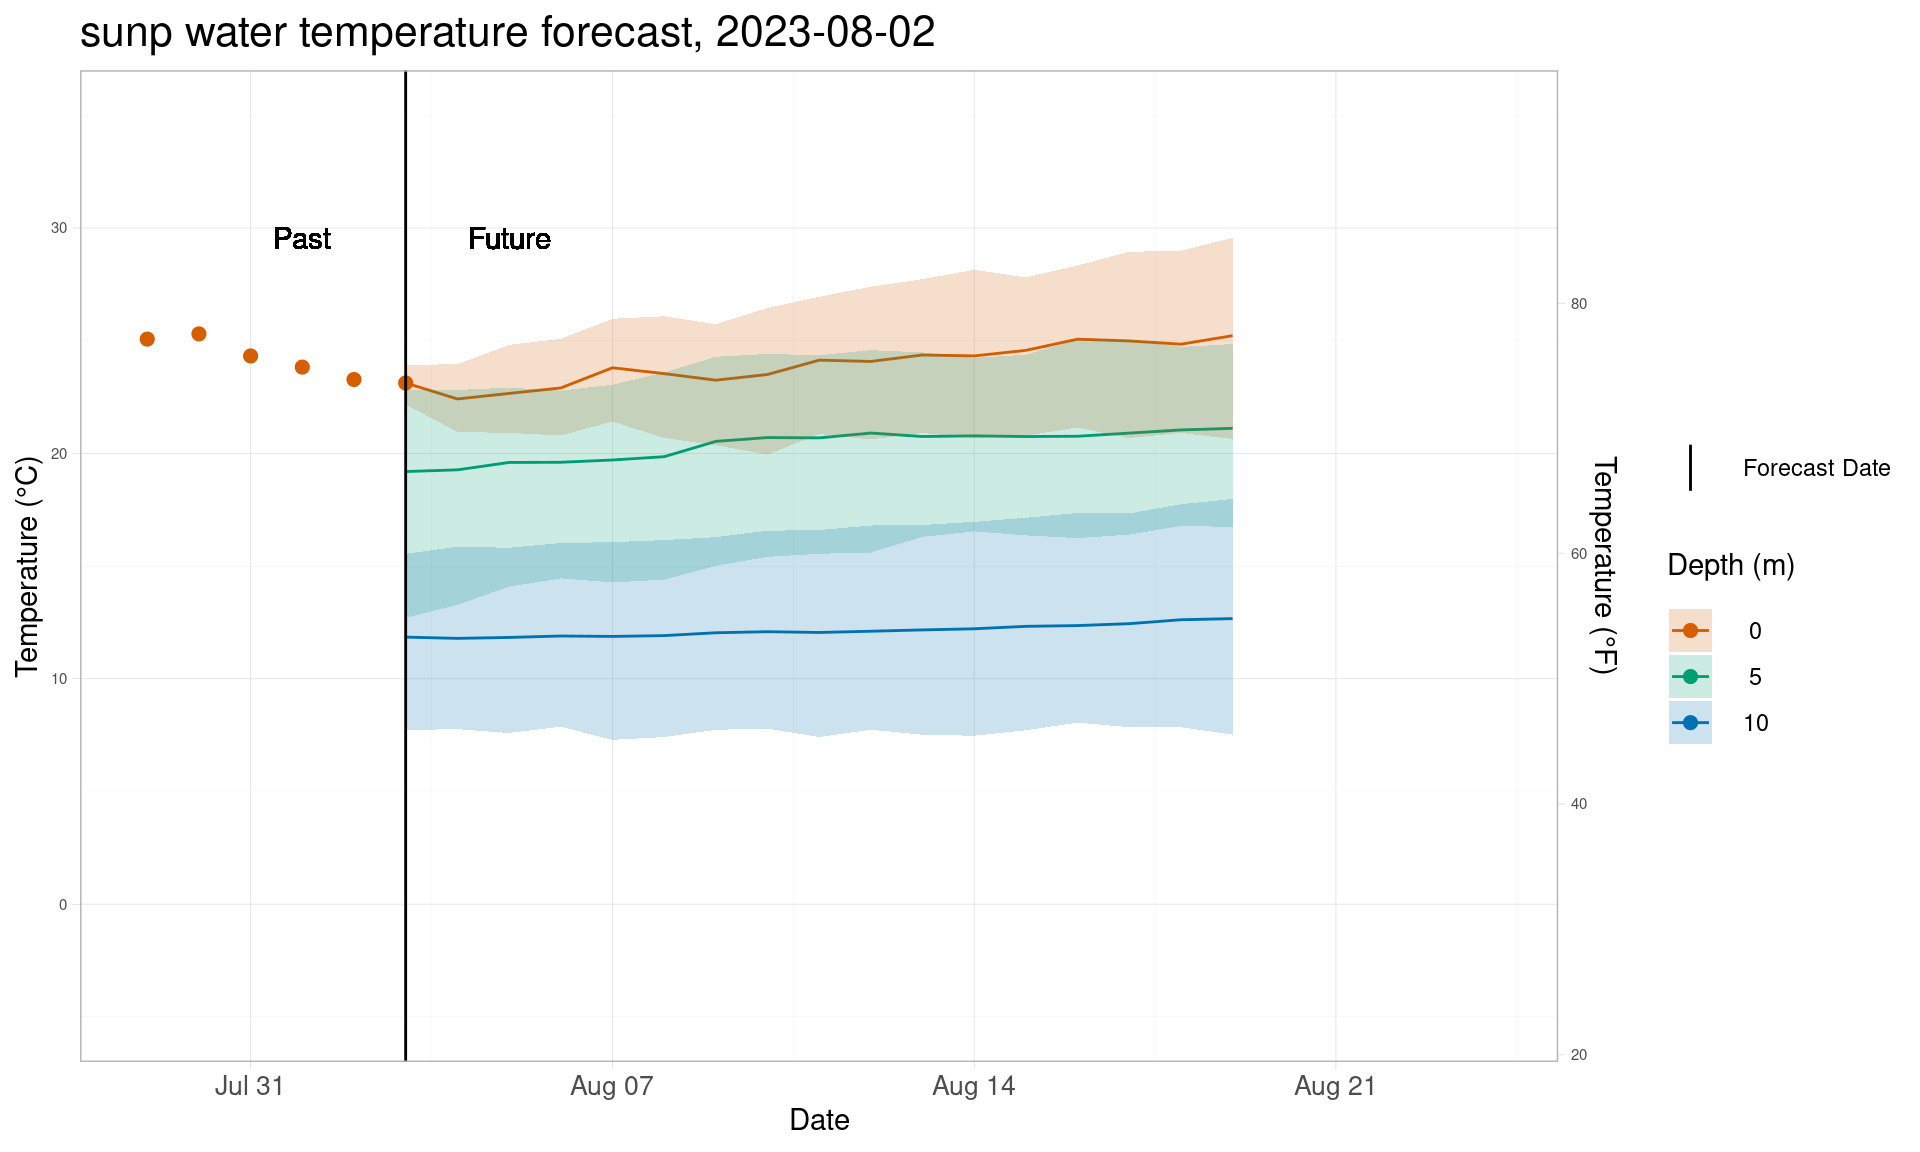 sunp water temperature forecast, 2023-08-02
Past
Future
30
20
10
0
Temperature (°C)
80
60
40
20
Temperature (°F)
Jul 31
Aug 07
Aug 14
Aug 21
Date
Forecast Date
Depth (m)
0
5
10